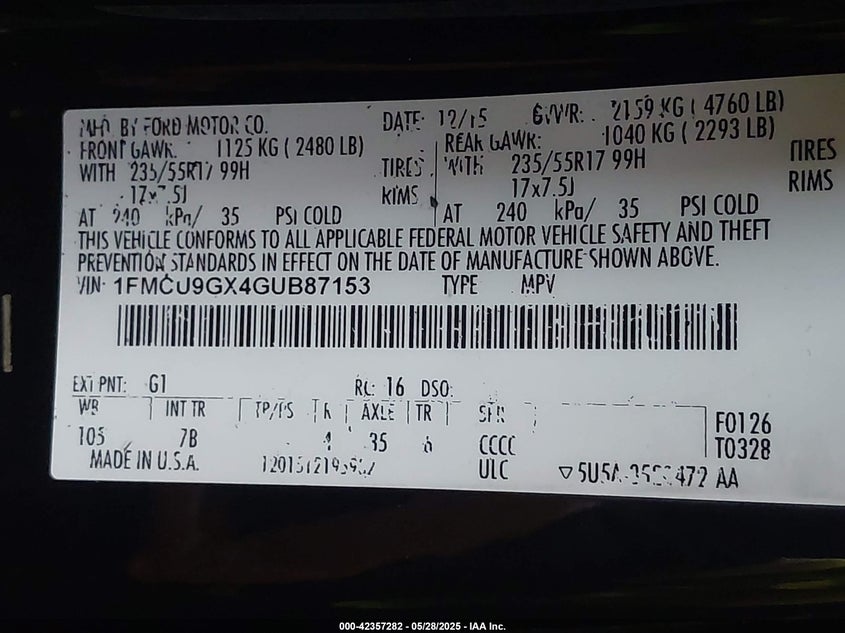 MFD. BY FORD MOTOR CO. DATE: 12/15 GVWR: 2159 KG ( 4760 LB)
FRONT GAWR: 1125 KG ( 2480 LB) REAR GAWR: 1040 KG ( 2293 LB)
WITH 235/55R17 99H TIRES WITH 235/55R17 99H TIRES
17x7.5J RIMS 17x7.5J RIMS
AT 240 kPa/ 35 PSI COLD AT 240 kPa/ 35 PSI COLD
THIS VEHICLE CONFORMS TO ALL APPLICABLE FEDERAL MOTOR VEHICLE SAFETY AND THEFT
PREVENTION STANDARDS IN EFFECT ON THE DATE OF MANUFACTURE SHOWN ABOVE.
VIN: 1FMCU9GX4GUB87153 TYPE MPV
EXT PNT: G1 RC: 16 DSO:
WB INT TR TP/PS R AXLE TR SPR F0126
105 7B 4 35 6 CCCC T0328
MADE IN U.S.A. ULC AA
000-42357282 - 05/28/2025 - IAA Inc.